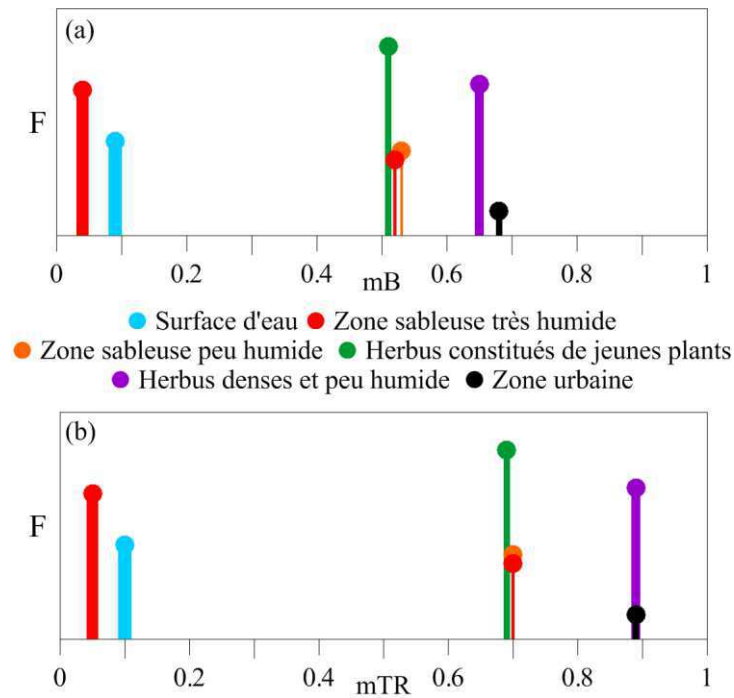 (a)
F
0 0.2 0.4 0.6 0.8 1
mB
Surface d'eau Zone sableuse très humide
Zone sableuse peu humide Herbus constitués de jeunes plants
Herbus denses et peu humide Zone urbaine
(b)
F
0 0.2 0.4 0.6 0.8 1
mTR